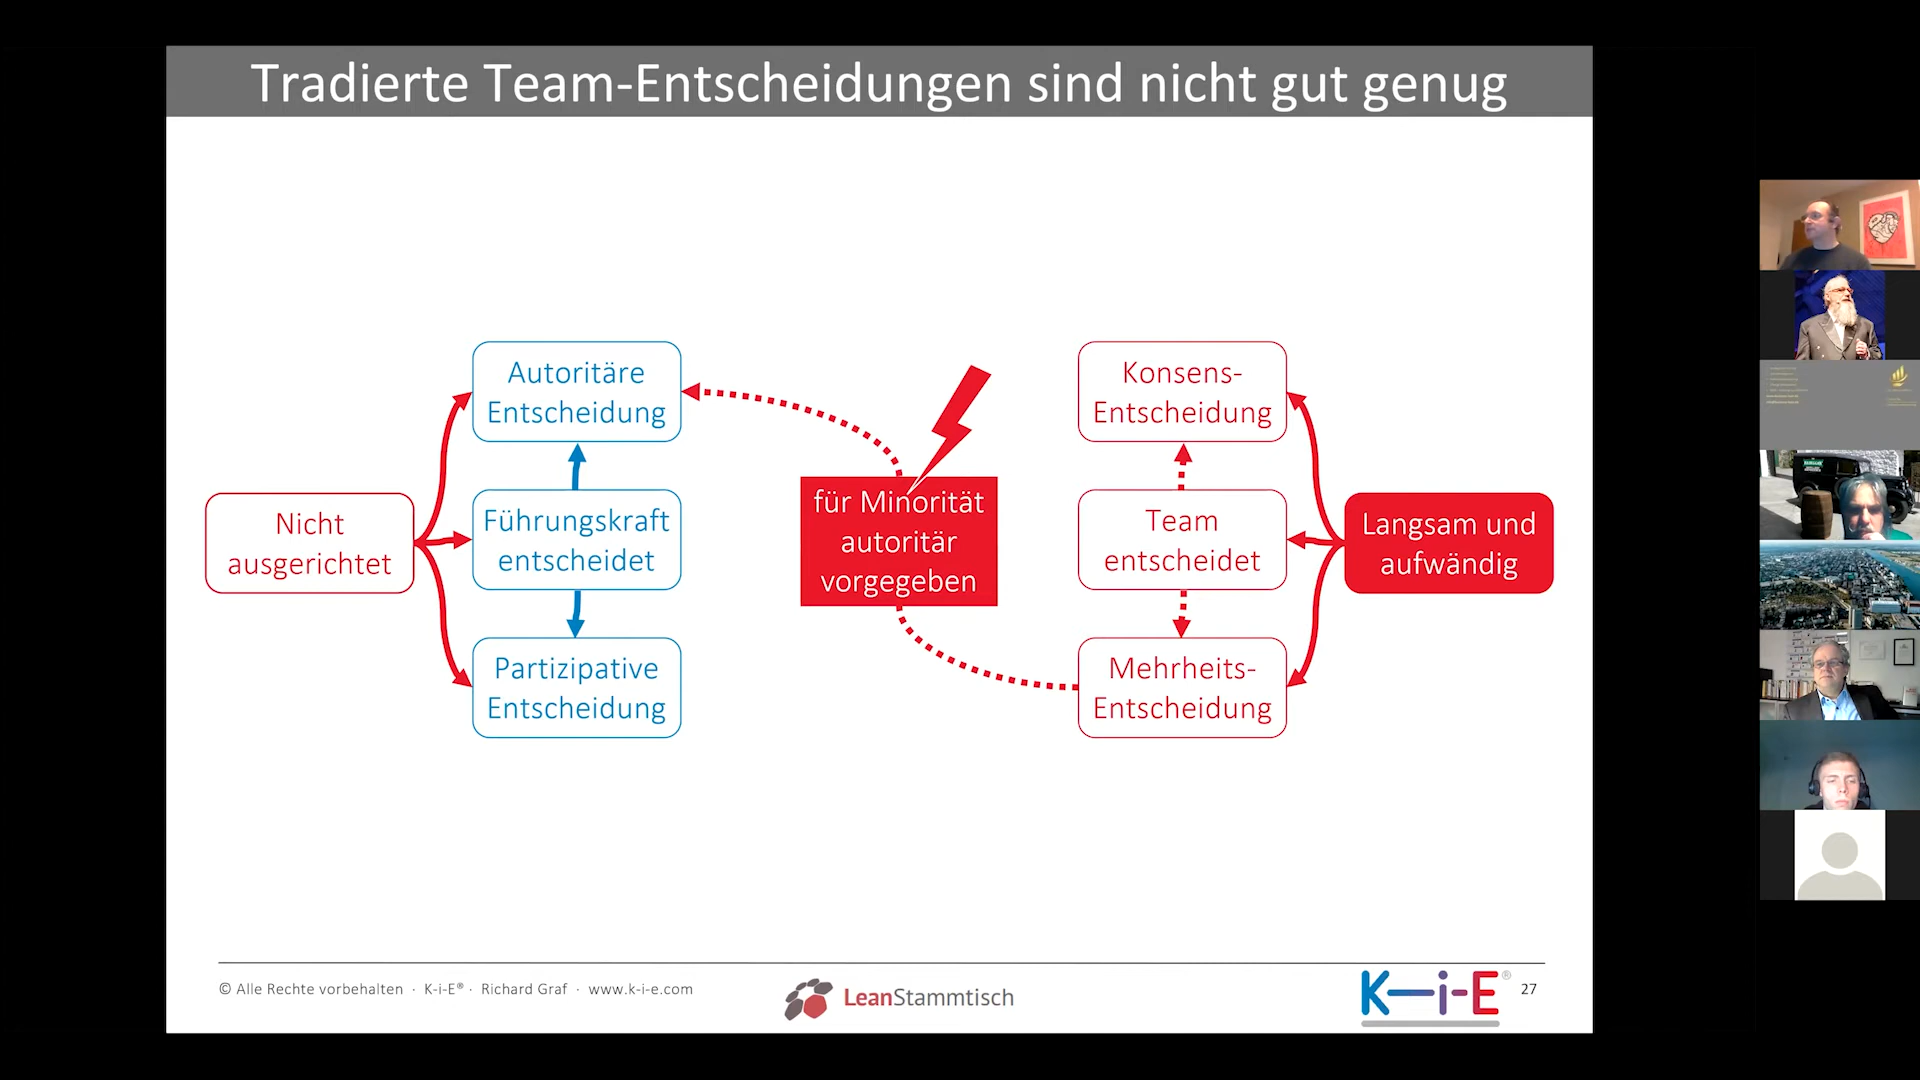 Tradierte Team-Entscheidungen sind nicht gut genug
Nicht
ausgerichtet
Autoritäre
Entscheidung
Führungskraft
entscheidet
Partizipative
Entscheidung
für Minorität
autoritär
vorgegeben
Konsens-
Entscheidung
Team
entscheidet
Mehrheits-
Entscheidung
Langsam und
aufwändig
© Alle Rechte vorbehalten · K-i-E® · Richard Graf · www.k-i-e.com
LeanStammtisch
K-i-E®
27